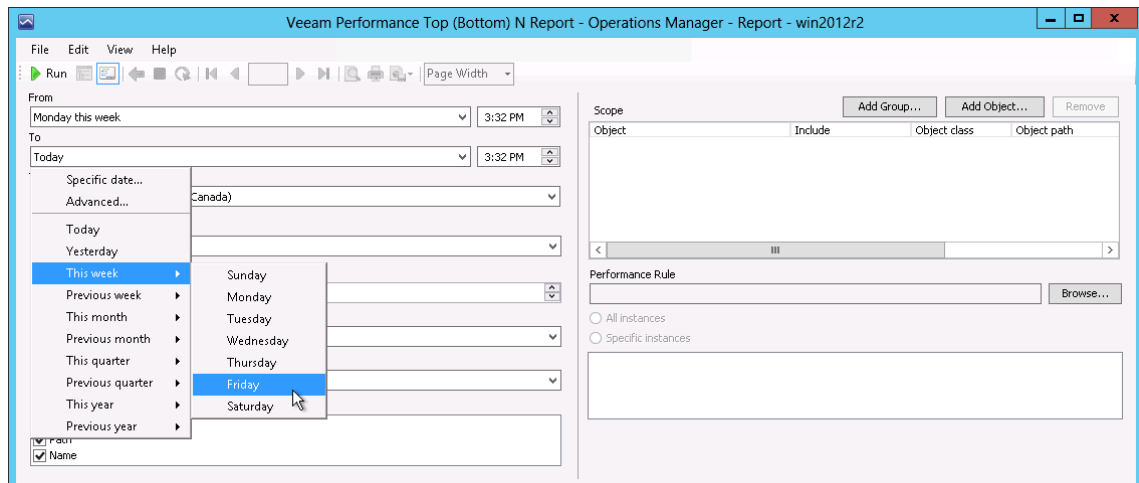 Veeam Performance Top (Bottom) N Report - Operations Manager - Report - win2012r2
File Edit View Help
Run Page Width
From
Monday this week 3:32 PM
To
Today 3:32 PM
Specific date...
Advanced...
Canada)
Today
Yesterday
This week
Previous week
This month
Previous month
This quarter
Previous quarter
This year
Previous year
Sunday
Monday
Tuesday
Wednesday
Thursday
Friday
Saturday
Path
Name
Scope Add Group... Add Object... Remove
Object Include Object class Object path
Performance Rule
Browse...
All instances
Specific instances